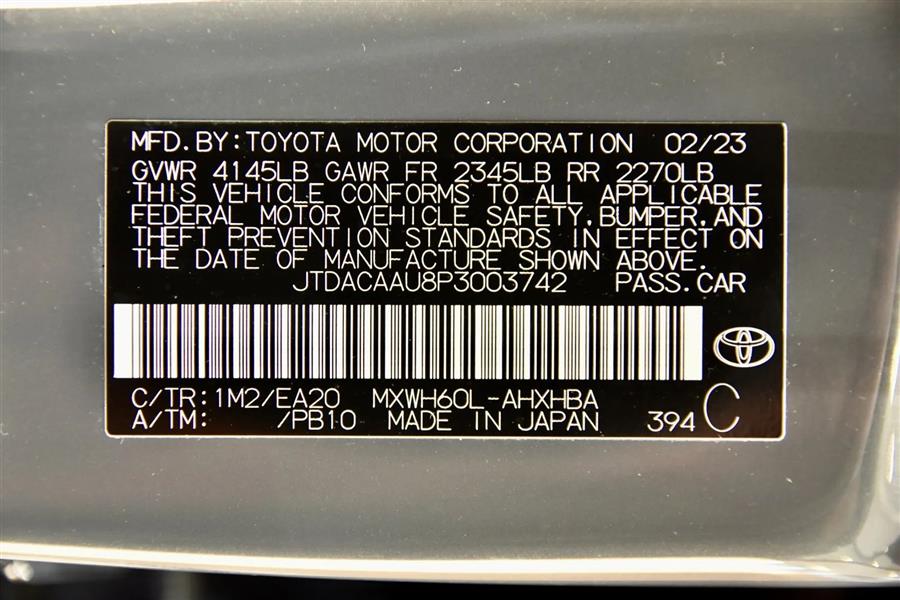 MFD.BY:TOYOTA MOTOR CORPORATION 02/23
GVWR 4145LB GAWR FR 2345LB RR 2270LB
THIS VEHICLE CONFORMS TO ALL APPLICABLE
FEDERAL MOTOR VEHICLE SAFETY,BUMPER,AND
THEFT PREVENTION STANDARDS IN EFFECT ON
THE DATE OF MANUFACTURE SHOWN ABOVE.
JTDACAAU8P3003742 PASS.CAR
C/TR:1M2/EA20 MXWH60L-AHXHBA
A/TM: /PB10 MADE IN JAPAN 394 C